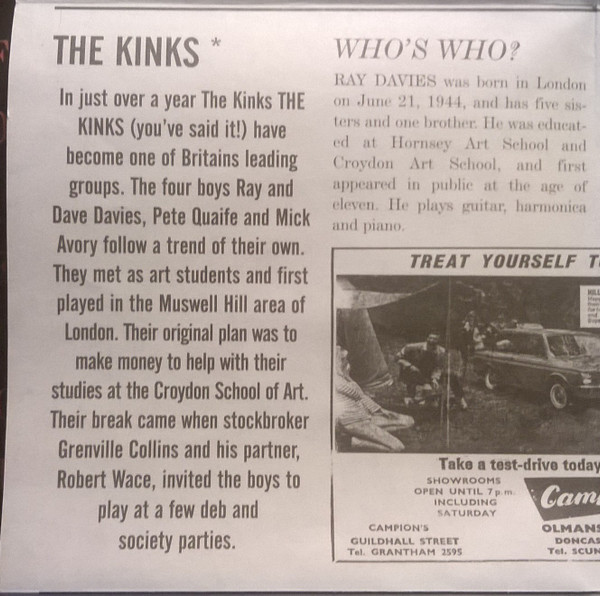 THE KINKS *
In just over a year The Kinks THE
KINKS (you've said it!) have
become one of Britains leading
groups. The four boys Ray and
Dave Davies, Pete Quaife and Mick
Avory follow a trend of their own.
They met as art students and first
played in the Muswell Hill area of
London. Their original plan was to
make money to help with their
studies at the Croydon School of Art.
Their break came when stockbroker
Grenville Collins and his partner,
Robert Wace, invited the boys to
play at a few deb and
society parties.
WHO'S WHO?
RAY DAVIES was born in London
on June 21, 1944, and has five sis-
ters and one brother. He was educat-
ed at Hornsey Art School and
Croydon Art School, and first
appeared in public at the age of
eleven. He plays guitar, harmonica
and piano.
TREAT YOURSELF T
Take a test-drive today
SHOWROOMS
OPEN UNTIL 7 p.m.
INCLUDING
SATURDAY
CAMPION'S
GUILDHALL STREET
Tel. GRANTHAM 2595
Cam
OLMANS
DONCAS
Tel. SCUN